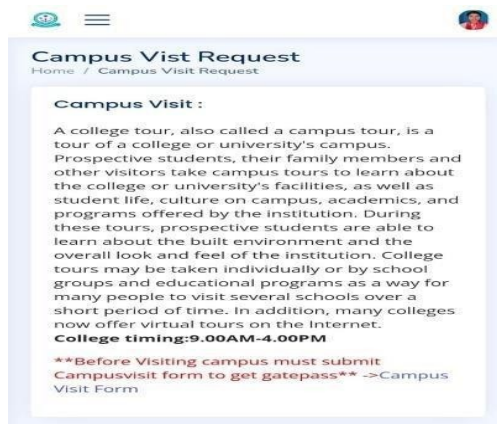 Campus Vist Request
Home / Campus Visit Request
Campus Visit :
A college tour, also called a campus tour, is a
tour of a college or university's campus.
Prospective students, their family members and
other visitors take campus tours to learn about
the college or university's facilities, as well as
student life, culture on campus, academics, and
programs offered by the institution. During
these tours, prospective students are able to
learn about the built environment and the
overall look and feel of the institution. College
tours may be taken individually or by school
groups and educational programs as a way for
many people to visit several schools over a
short period of time. In addition, many colleges
now offer virtual tours on the Internet.
College timing:9.00AM-4.00PM
**Before Visiting campus must submit
Campusvisit form to get gatepass** ->Campus
Visit Form